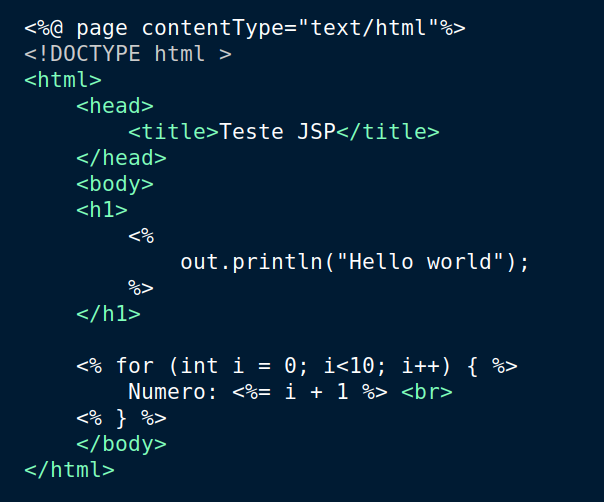 <%@ page contentType="text/html"%>
<!DOCTYPE html >
<html>
    <head>
        <title>Teste JSP</title>
    </head>
    <body>
    <h1>
        <%
            out.println("Hello world");
        %>
    </h1>

    <% for (int i = 0; i<10; i++) { %>
        Numero: <%= i + 1 %> <br>
    <% } %>
    </body>
</html>